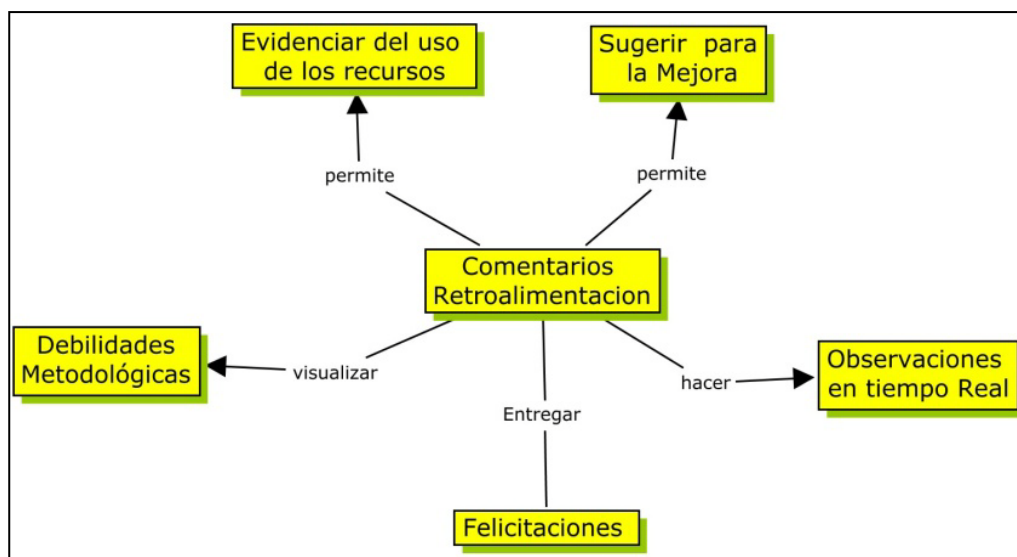 Evidenciar del uso
de los recursos
Sugerir para
la Mejora
permite
permite
Comentarios
Retroalimentacion
Debilidades
Metodológicas
visualizar
Entregar
hacer
Observaciones
en tiempo Real
Felicitaciones